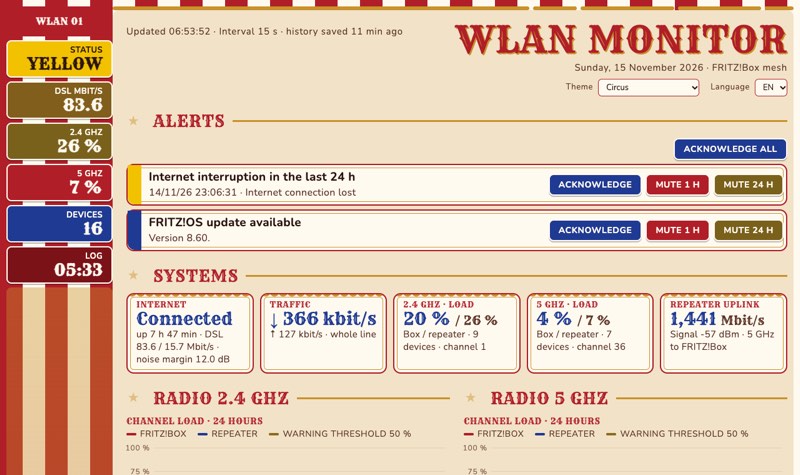 WLAN 01
STATUS
YELLOW
DSL MBIT/S
83.6
2.4 GHZ
26 %
5 GHZ
7 %
DEVICES
16
LOG
05:33
Updated 06:53:52 · Interval 15 s · history saved 11 min ago
WLAN MONITOR
Sunday, 15 November 2026 · FRITZ!Box mesh
Theme Circus Language EN
★ ALERTS
ACKNOWLEDGE ALL
Internet interruption in the last 24 h
14/11/26 23:06:31 · Internet connection lost
ACKNOWLEDGE MUTE 1 H MUTE 24 H
FRITZ!OS update available
Version 8.60.
ACKNOWLEDGE MUTE 1 H MUTE 24 H
★ SYSTEMS
INTERNET
Connected
up 7 h 47 min · DSL
83.6 / 15.7 Mbit/s ·
noise margin 12.0 dB
TRAFFIC
↓ 366 kbit/s
↑ 127 kbit/s · whole line
2.4 GHZ · LOAD
20 % / 26 %
Box / repeater · 9
devices · channel 1
5 GHZ · LOAD
4 % / 7 %
Box / repeater · 7
devices · channel 36
REPEATER UPLINK
1,441 Mbit/s
Signal -57 dBm · 5 GHz
to FRITZ!Box
★ RADIO 2.4 GHZ
CHANNEL LOAD · 24 HOURS
FRITZ!BOX REPEATER WARNING THRESHOLD 50 %
100 %
75 %
★ RADIO 5 GHZ
CHANNEL LOAD · 24 HOURS
FRITZ!BOX REPEATER WARNING THRESHOLD 50 %
100 %
75 %